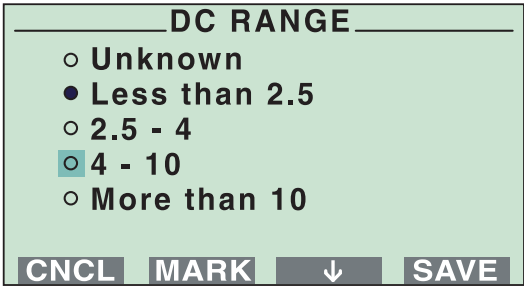 DC RANGE
Unknown
Less than 2.5
2.5 - 4
4 - 10
More than 10
CNCL MARK ↓ SAVE